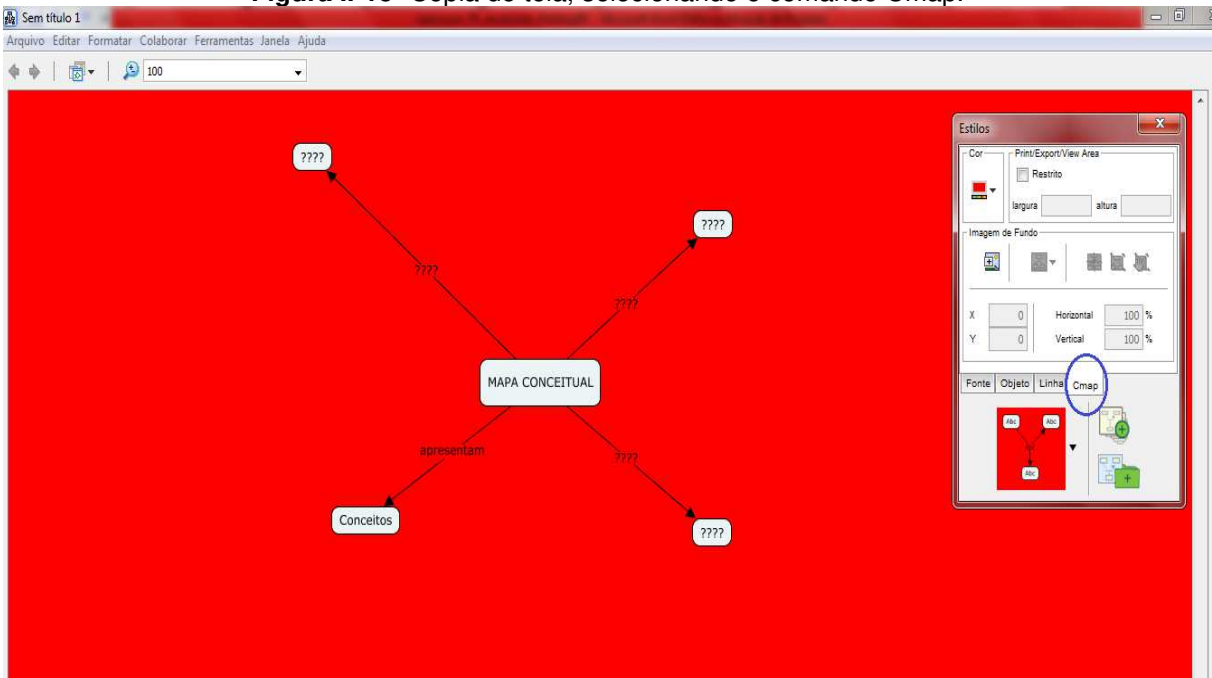 Cópia de tela, selecionando o comando Cmap.
Sem título 1
Arquivo Editar Formatar Colaborar Ferramentas Janela Ajuda
100
????
????
????
????
MAPA CONCEITUAL
apresentam
????
Conceitos
????
Estilos
Cor
Print/Export/View Area
Restrito
largura
altura
Imagem de Fundo
X 0 Horizontal 100 %
Y 0 Vertical 100 %
Fonte Objeto Linha Cmap
Abc Abc
Abc